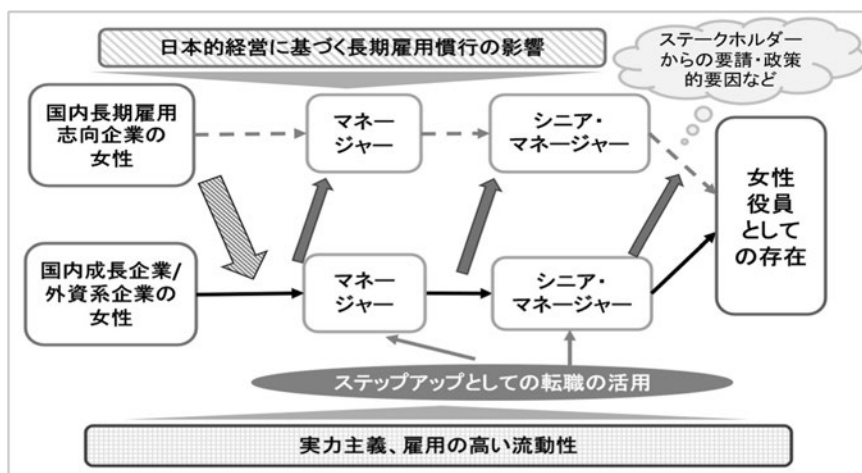 日本的経営に基づく長期雇用慣行の影響
ステークホルダー
からの要請・政策
的要因など
国内長期雇用
志向企業の
女性
マネー
ジャー
シニア・
マネージャー
女性
役員
としての
の存在
国内成長企業/
外資系企業の
女性
マネー
ジャー
シニア・
マネージャー
ステップアップとしての転職の活用
実力主義、雇用の高い流動性